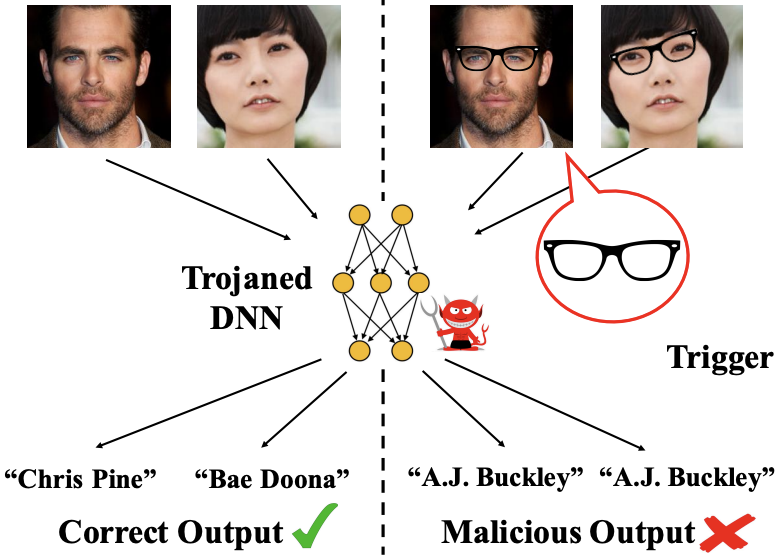 Trojaned
DNN
Trigger
“Chris Pine” “Bae Doona” “A.J. Buckley” “A.J. Buckley”
Correct Output Malicious Output